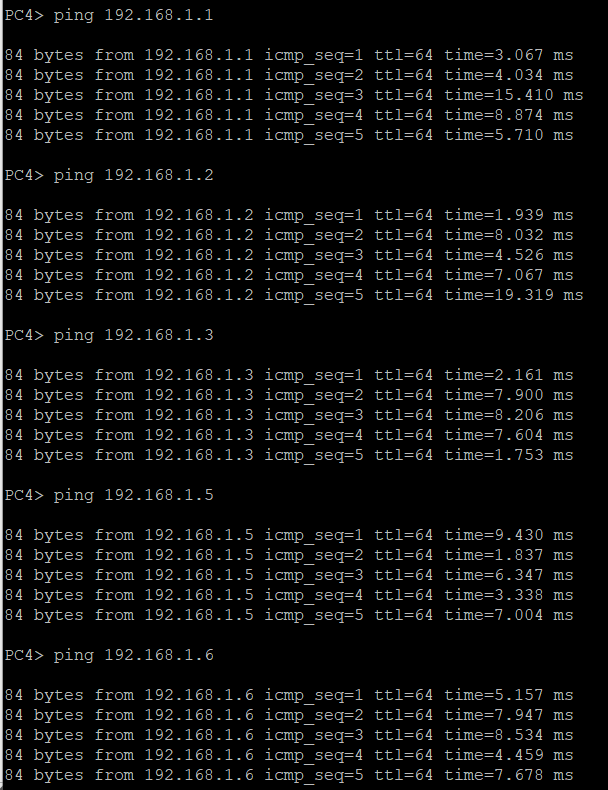 PC4> ping 192.168.1.1
84 bytes from 192.168.1.1 icmp_seq=1 ttl=64 time=3.067 ms
84 bytes from 192.168.1.1 icmp_seq=2 ttl=64 time=4.034 ms
84 bytes from 192.168.1.1 icmp_seq=3 ttl=64 time=15.410 ms
84 bytes from 192.168.1.1 icmp_seq=4 ttl=64 time=8.874 ms
84 bytes from 192.168.1.1 icmp_seq=5 ttl=64 time=5.710 ms
PC4> ping 192.168.1.2
84 bytes from 192.168.1.2 icmp_seq=1 ttl=64 time=1.939 ms
84 bytes from 192.168.1.2 icmp_seq=2 ttl=64 time=8.032 ms
84 bytes from 192.168.1.2 icmp_seq=3 ttl=64 time=4.526 ms
84 bytes from 192.168.1.2 icmp_seq=4 ttl=64 time=7.067 ms
84 bytes from 192.168.1.2 icmp_seq=5 ttl=64 time=19.319 ms
PC4> ping 192.168.1.3
84 bytes from 192.168.1.3 icmp_seq=1 ttl=64 time=2.161 ms
84 bytes from 192.168.1.3 icmp_seq=2 ttl=64 time=7.900 ms
84 bytes from 192.168.1.3 icmp_seq=3 ttl=64 time=8.206 ms
84 bytes from 192.168.1.3 icmp_seq=4 ttl=64 time=7.604 ms
84 bytes from 192.168.1.3 icmp_seq=5 ttl=64 time=1.753 ms
PC4> ping 192.168.1.5
84 bytes from 192.168.1.5 icmp_seq=1 ttl=64 time=9.430 ms
84 bytes from 192.168.1.5 icmp_seq=2 ttl=64 time=1.837 ms
84 bytes from 192.168.1.5 icmp_seq=3 ttl=64 time=6.347 ms
84 bytes from 192.168.1.5 icmp_seq=4 ttl=64 time=3.338 ms
84 bytes from 192.168.1.5 icmp_seq=5 ttl=64 time=7.004 ms
PC4> ping 192.168.1.6
84 bytes from 192.168.1.6 icmp_seq=1 ttl=64 time=5.157 ms
84 bytes from 192.168.1.6 icmp_seq=2 ttl=64 time=7.947 ms
84 bytes from 192.168.1.6 icmp_seq=3 ttl=64 time=8.534 ms
84 bytes from 192.168.1.6 icmp_seq=4 ttl=64 time=4.459 ms
84 bytes from 192.168.1.6 icmp_seq=5 ttl=64 time=7.678 ms